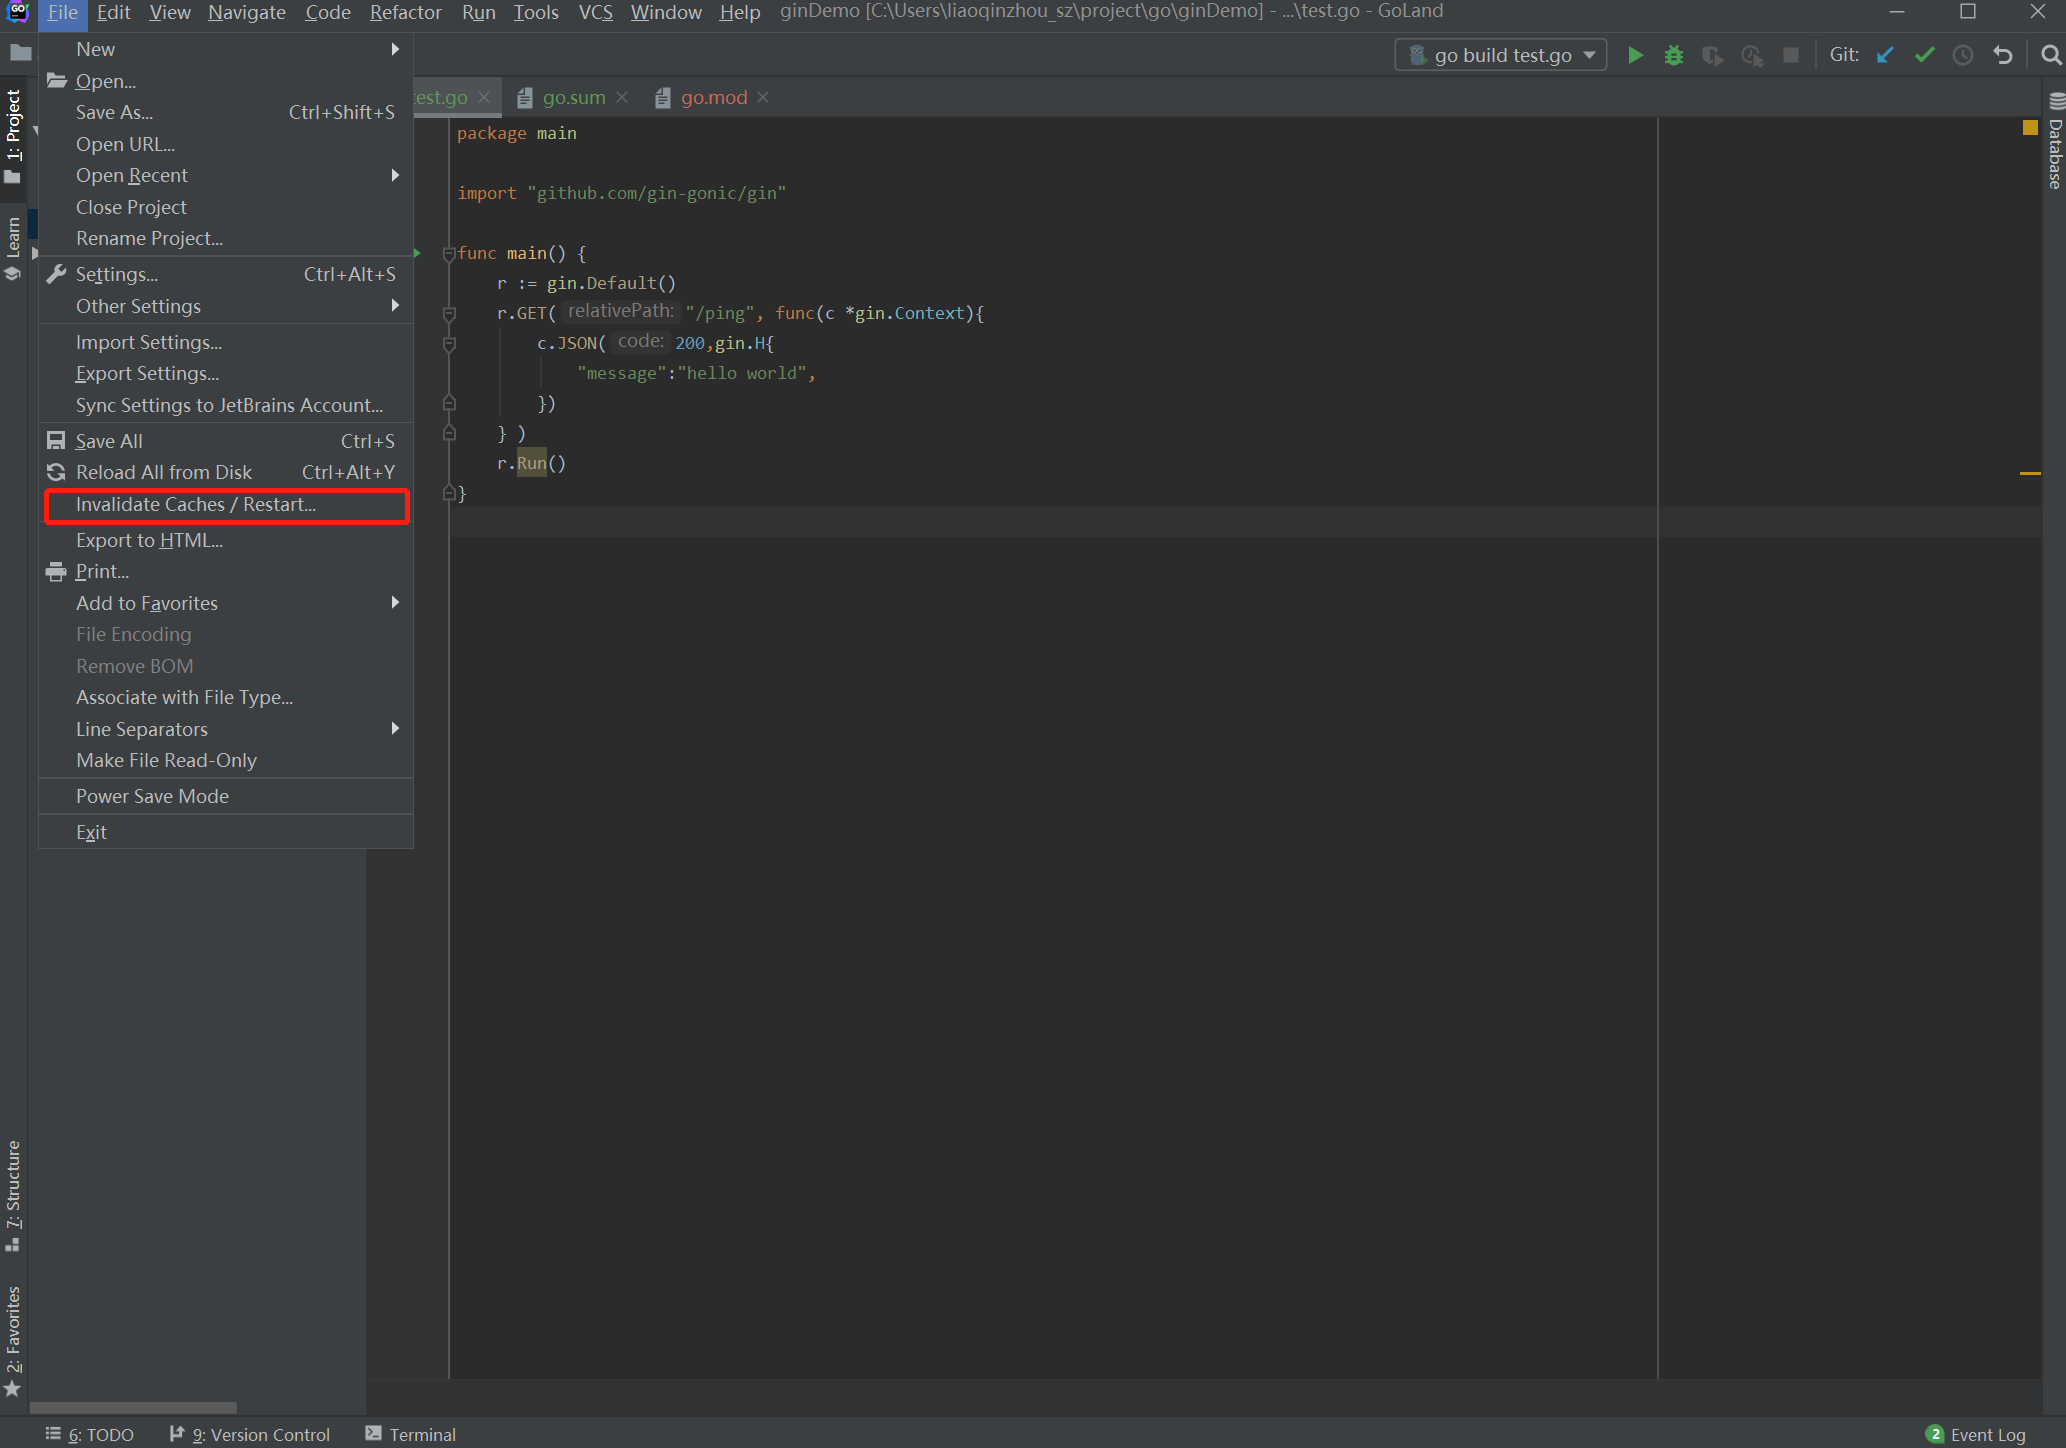 File Edit View Navigate Code Refactor Run Tools VCS Window Help ginDemo [C:\Users\liaoqinzhou_sz\project\go\ginDemo] - ...\test.go - GoLand
go build test.go Git:
New
Open...
Save As... Ctrl+Shift+S
Open URL...
Open Recent
Close Project
Rename Project...
Settings... Ctrl+Alt+S
Other Settings
Import Settings...
Export Settings...
Sync Settings to JetBrains Account...
Save All Ctrl+S
Reload All from Disk Ctrl+Alt+Y
Invalidate Caches / Restart...
Export to HTML...
Print...
Add to Favorites
File Encoding
Remove BOM
Associate with File Type...
Line Separators
Make File Read-Only
Power Save Mode
Exit
1: Project
Learn
7: Structure
2: Favorites
est.go go.sum go.mod
package main
import "github.com/gin-gonic/gin"
func main() {
r := gin.Default()
r.GET( relativePath: "/ping", func(c *gin.Context){
c.JSON( code: 200,gin.H{
"message":"hello world",
})
} )
r.Run()
}
Database
6: TODO 9: Version Control Terminal 2 Event Log